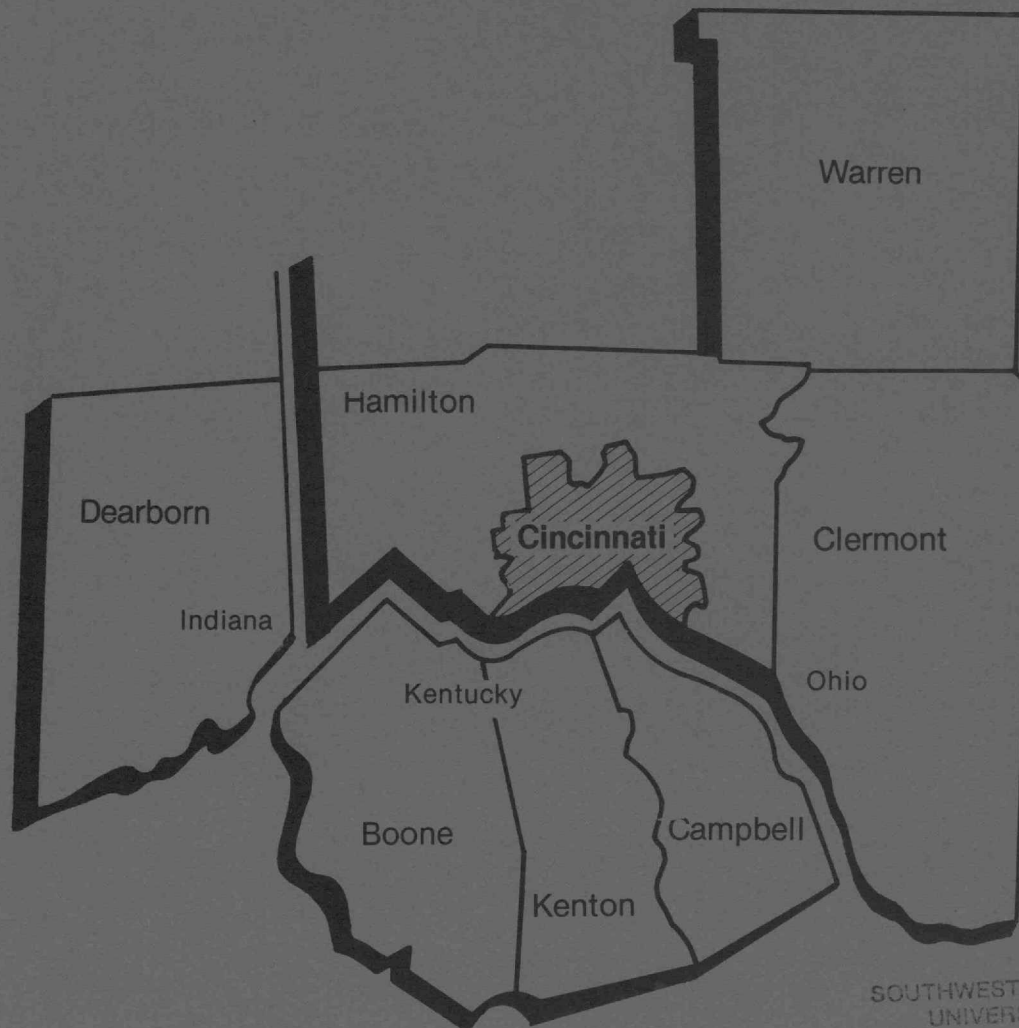 Warren
Hamilton
Dearborn
Cincinnati
Clermont
Indiana
Ohio
Kentucky
Boone
Campbell
Kenton
SOUTHWEST